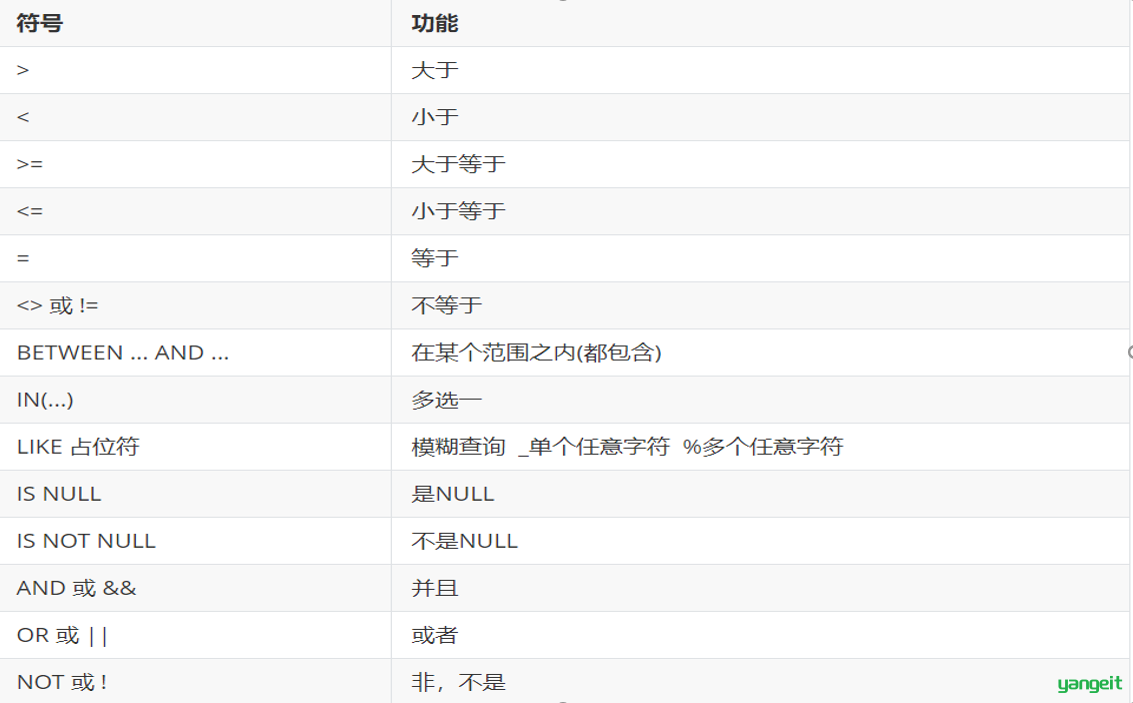 符号 功能
> 大于
< 小于
>= 大于等于
<= 小于等于
= 等于
<> 或 != 不等于
BETWEEN ... AND ... 在某个范围之内(都包含)
IN(...) 多选一
LIKE 占位符 模糊查询 _单个任意字符 %多个任意字符
IS NULL 是NULL
IS NOT NULL 不是NULL
AND 或 && 并且
OR 或 || 或者
NOT 或 ! 非，不是
yangeit